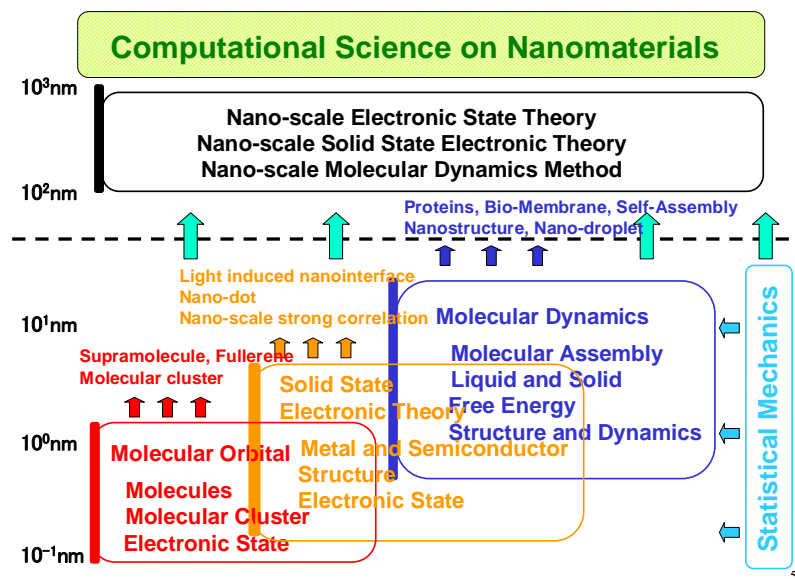 Computational Science on Nanomaterials
10³nm
Nano-scale Electronic State Theory
Nano-scale Solid State Electronic Theory
Nano-scale Molecular Dynamics Method
10²nm
Proteins, Bio-Membrane, Self-Assembly
Nanostructure, Nano-droplet
Light induced nanointerface
Nano-dot
Nano-scale strong correlation
10¹nm
Molecular Dynamics
Molecular Assembly
Liquid and Solid
Free Energy
Structure and Dynamics
Supramolecule, Fullerene
Molecular cluster
Solid State
Electronic Theory
Metal and Semiconductor
Structure
Electronic State
10⁰nm
Molecular Orbital
Molecules
Molecular Cluster
Electronic State
10⁻¹nm
Statistical Mechanics
5